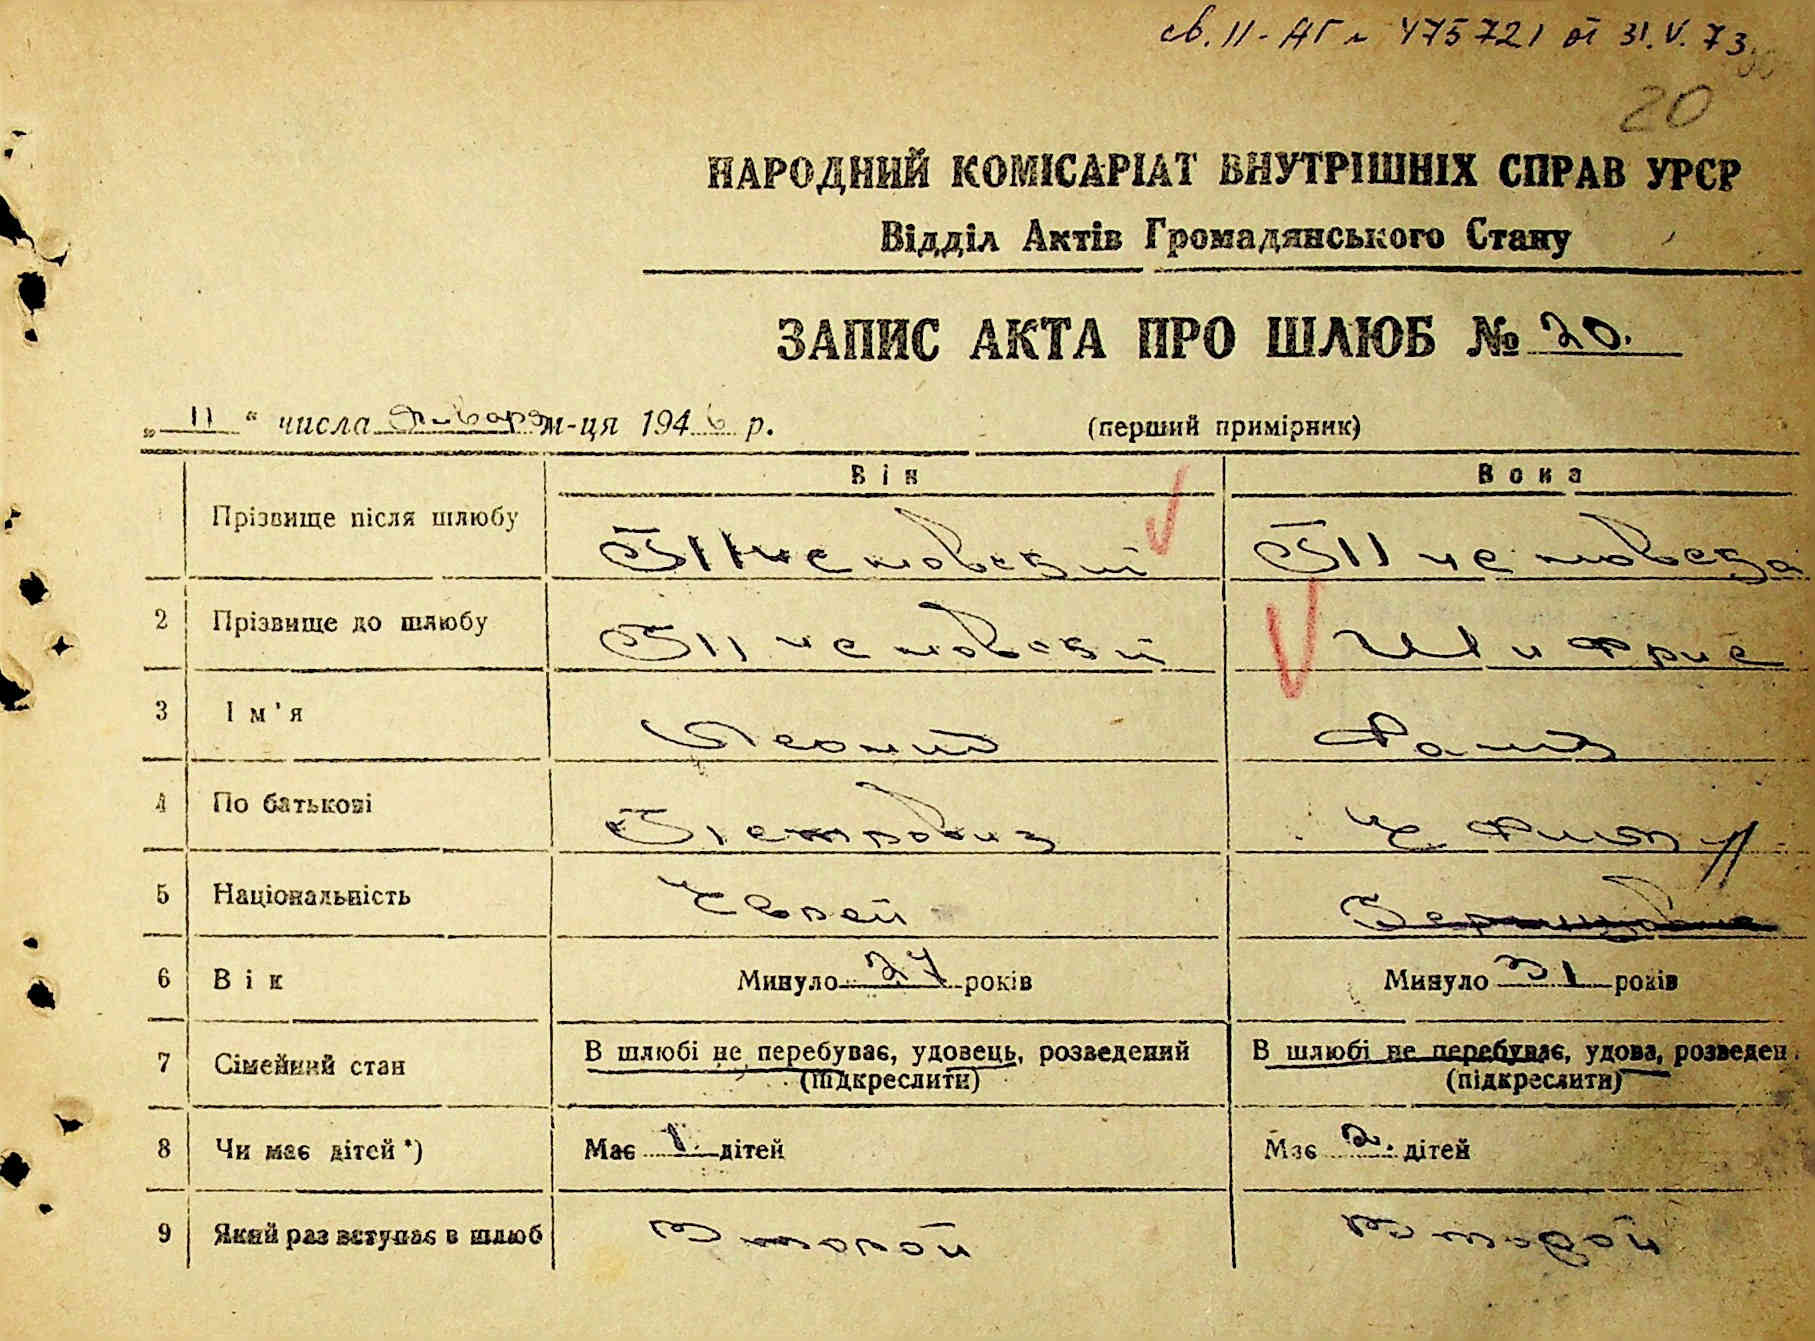 св. II-АГ № 475721 от 31.V.73
20
НАРОДНИЙ КОМІСАРІАТ ВНУТРІШНІХ СПРАВ УРСР
Відділ Актів Громадянського Стану
ЗАПИС АКТА ПРО ШЛЮБ № 20.
„ 11 “ числа Января м-ця 1946 р. (перший примірник)
Він Вона
Прізвище після шлюбу
2 Прізвище до шлюбу
3 Ім'я Леонид
4 По батькові Петрович
5 Національність Еврей
6 Вік Минуло 27 років Минуло 31 років
7 Сімейний стан В шлюбі не перебуває, удовець, розведений В шлюбі не перебуває, удова, розведен
(підкреслити) (підкреслити)
8 Чи має дітей *) Має 1. дітей Має 2. дітей
9 Який раз вступає в шлюб Второй Второй